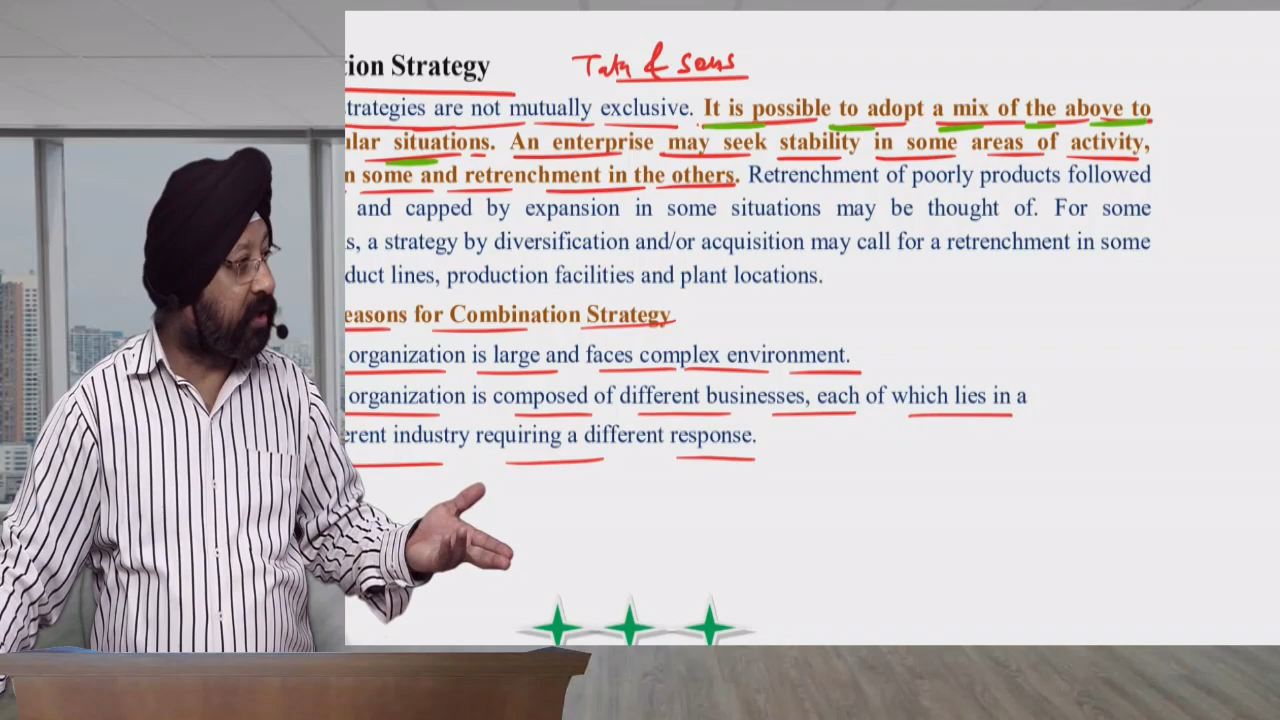 tion Strategy Tata & sons
trategies are not mutually exclusive. It is possible to adopt a mix of the above to
lar situations. An enterprise may seek stability in some areas of activity,
n some and retrenchment in the others. Retrenchment of poorly products followed
and capped by expansion in some situations may be thought of. For some
s, a strategy by diversification and/or acquisition may call for a retrenchment in some
duct lines, production facilities and plant locations.
easons for Combination Strategy
organization is large and faces complex environment.
organization is composed of different businesses, each of which lies in a
erent industry requiring a different response.